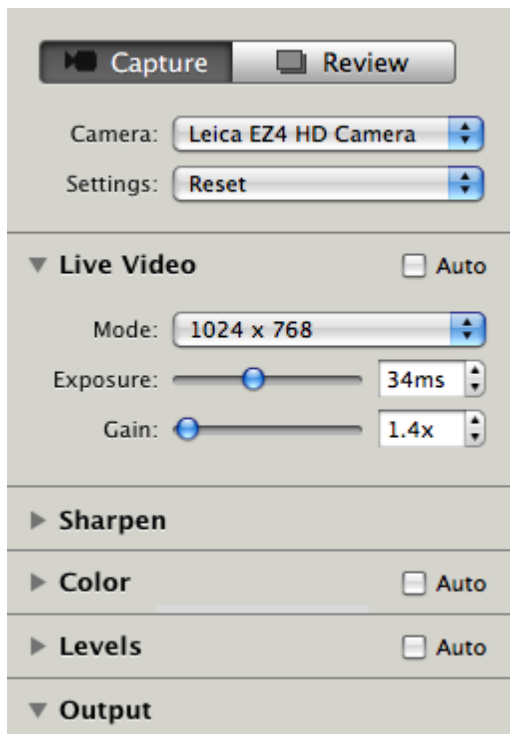 Capture Review
Camera: Leica EZ4 HD Camera
Settings: Reset
Live Video Auto
Mode: 1024 x 768
Exposure: 34ms
Gain: 1.4x
Sharpen
Color Auto
Levels Auto
Output